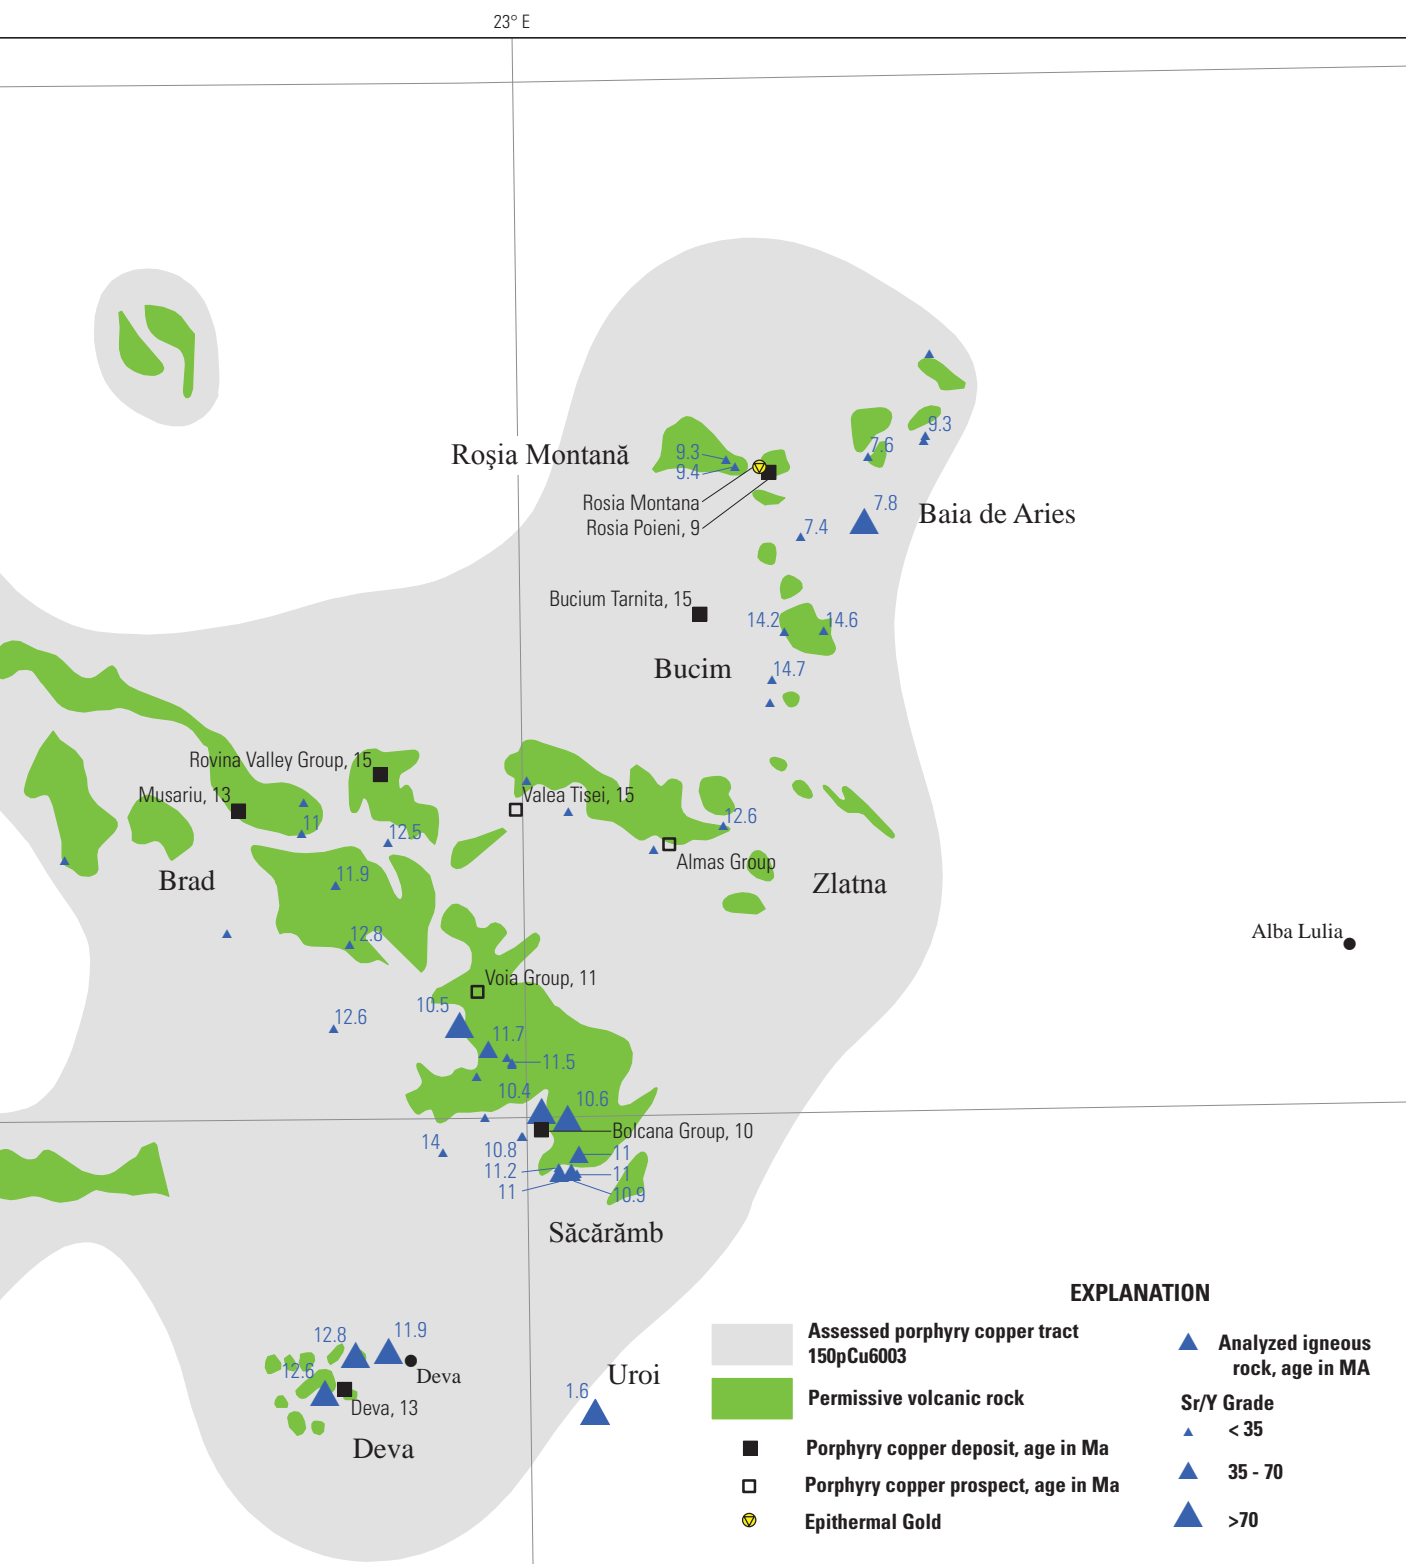 23° E
9.3
Roşia Montană
9.3
7.6
9.4
Rosia Montana
7.8
Baia de Aries
Rosia Poieni, 9
7.4
Bucium Tarnita, 15
14.2
14.6
Bucim
14.7
Rovina Valley Group, 15
Musariu, 13
Valea Tisei, 15
11
12.5
12.6
Almas Group
Brad
11.9
Zlatna
12.8
Alba Lulia
Voia Group, 11
10.5
12.6
11.7
11.5
10.4
10.6
Bolcana Group, 10
14
10.8
11
11.2
11
11
10.9
Săcărămb
12.8
11.9
12.6
Deva
Deva, 13
Deva
Uroi
1.6
EXPLANATION
Assessed porphyry copper tract
150pCu6003
Permissive volcanic rock
Porphyry copper deposit, age in Ma
Porphyry copper prospect, age in Ma
Epithermal Gold
Analyzed igneous
rock, age in MA
Sr/Y Grade
< 35
35 - 70
>70